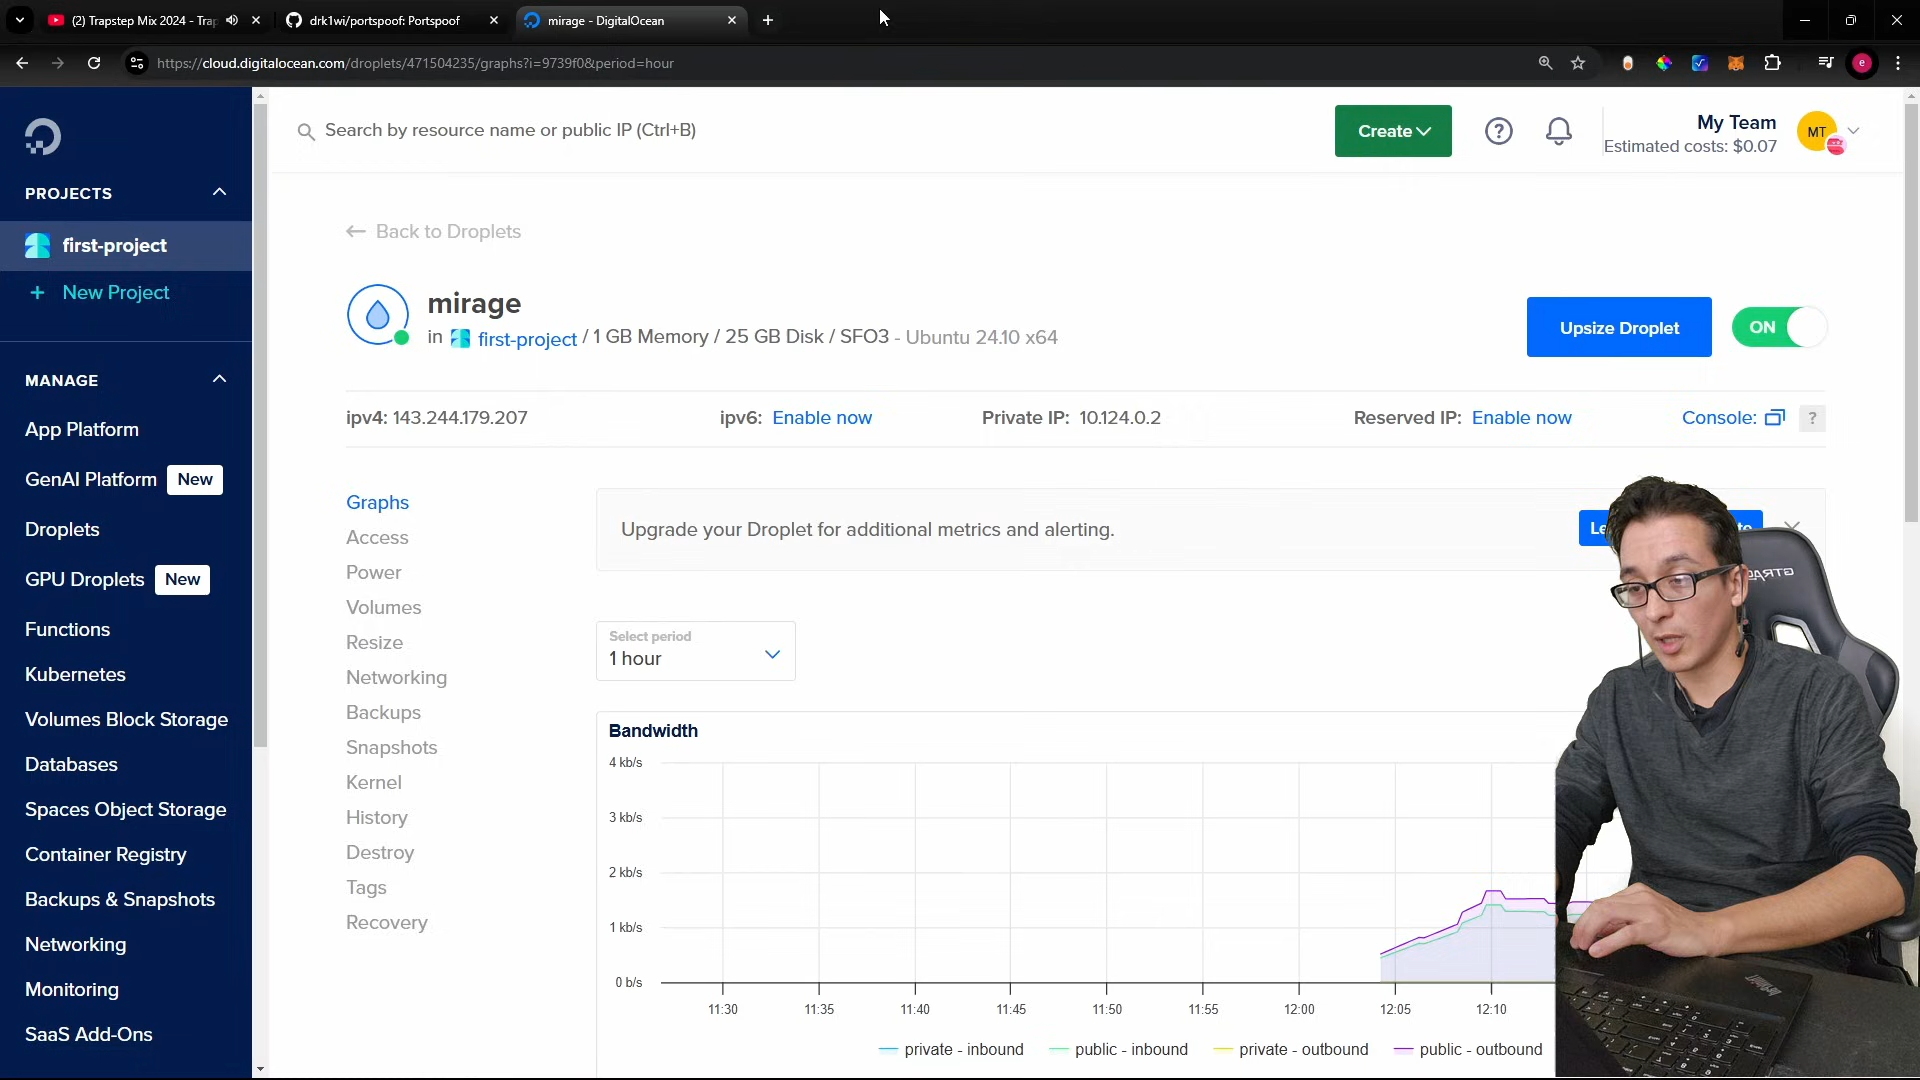 (2) Trapstep Mix 2024 - Trap
drk1wi/portspoof: Portspoof
mirage - DigitalOcean
https://cloud.digitalocean.com/droplets/471504235/graphs?i=9739f0&period=hour
e
Search by resource name or public IP (Ctrl+B)
Create
?
My Team
Estimated costs: $0.07
MT
PROJECTS
first-project
+ New Project
MANAGE
App Platform
GenAI Platform New
Droplets
GPU Droplets New
Functions
Kubernetes
Volumes Block Storage
Databases
Spaces Object Storage
Container Registry
Backups & Snapshots
Networking
Monitoring
SaaS Add-Ons
← Back to Droplets
mirage
in first-project / 1 GB Memory / 25 GB Disk / SFO3 - Ubuntu 24.10 x64
Upsize Droplet
ON
ipv4: 143.244.179.207
ipv6: Enable now
Private IP: 10.124.0.2
Reserved IP: Enable now
Console:
?
Graphs
Access
Power
Volumes
Resize
Networking
Backups
Snapshots
Kernel
History
Destroy
Tags
Recovery
Upgrade your Droplet for additional metrics and alerting.
Select period
1 hour
Bandwidth
4 kb/s
3 kb/s
2 kb/s
1 kb/s
0 b/s
11:30 11:35 11:40 11:45 11:50 11:55 12:00 12:05 12:10
private - inbound public - inbound private - outbound public - outbound